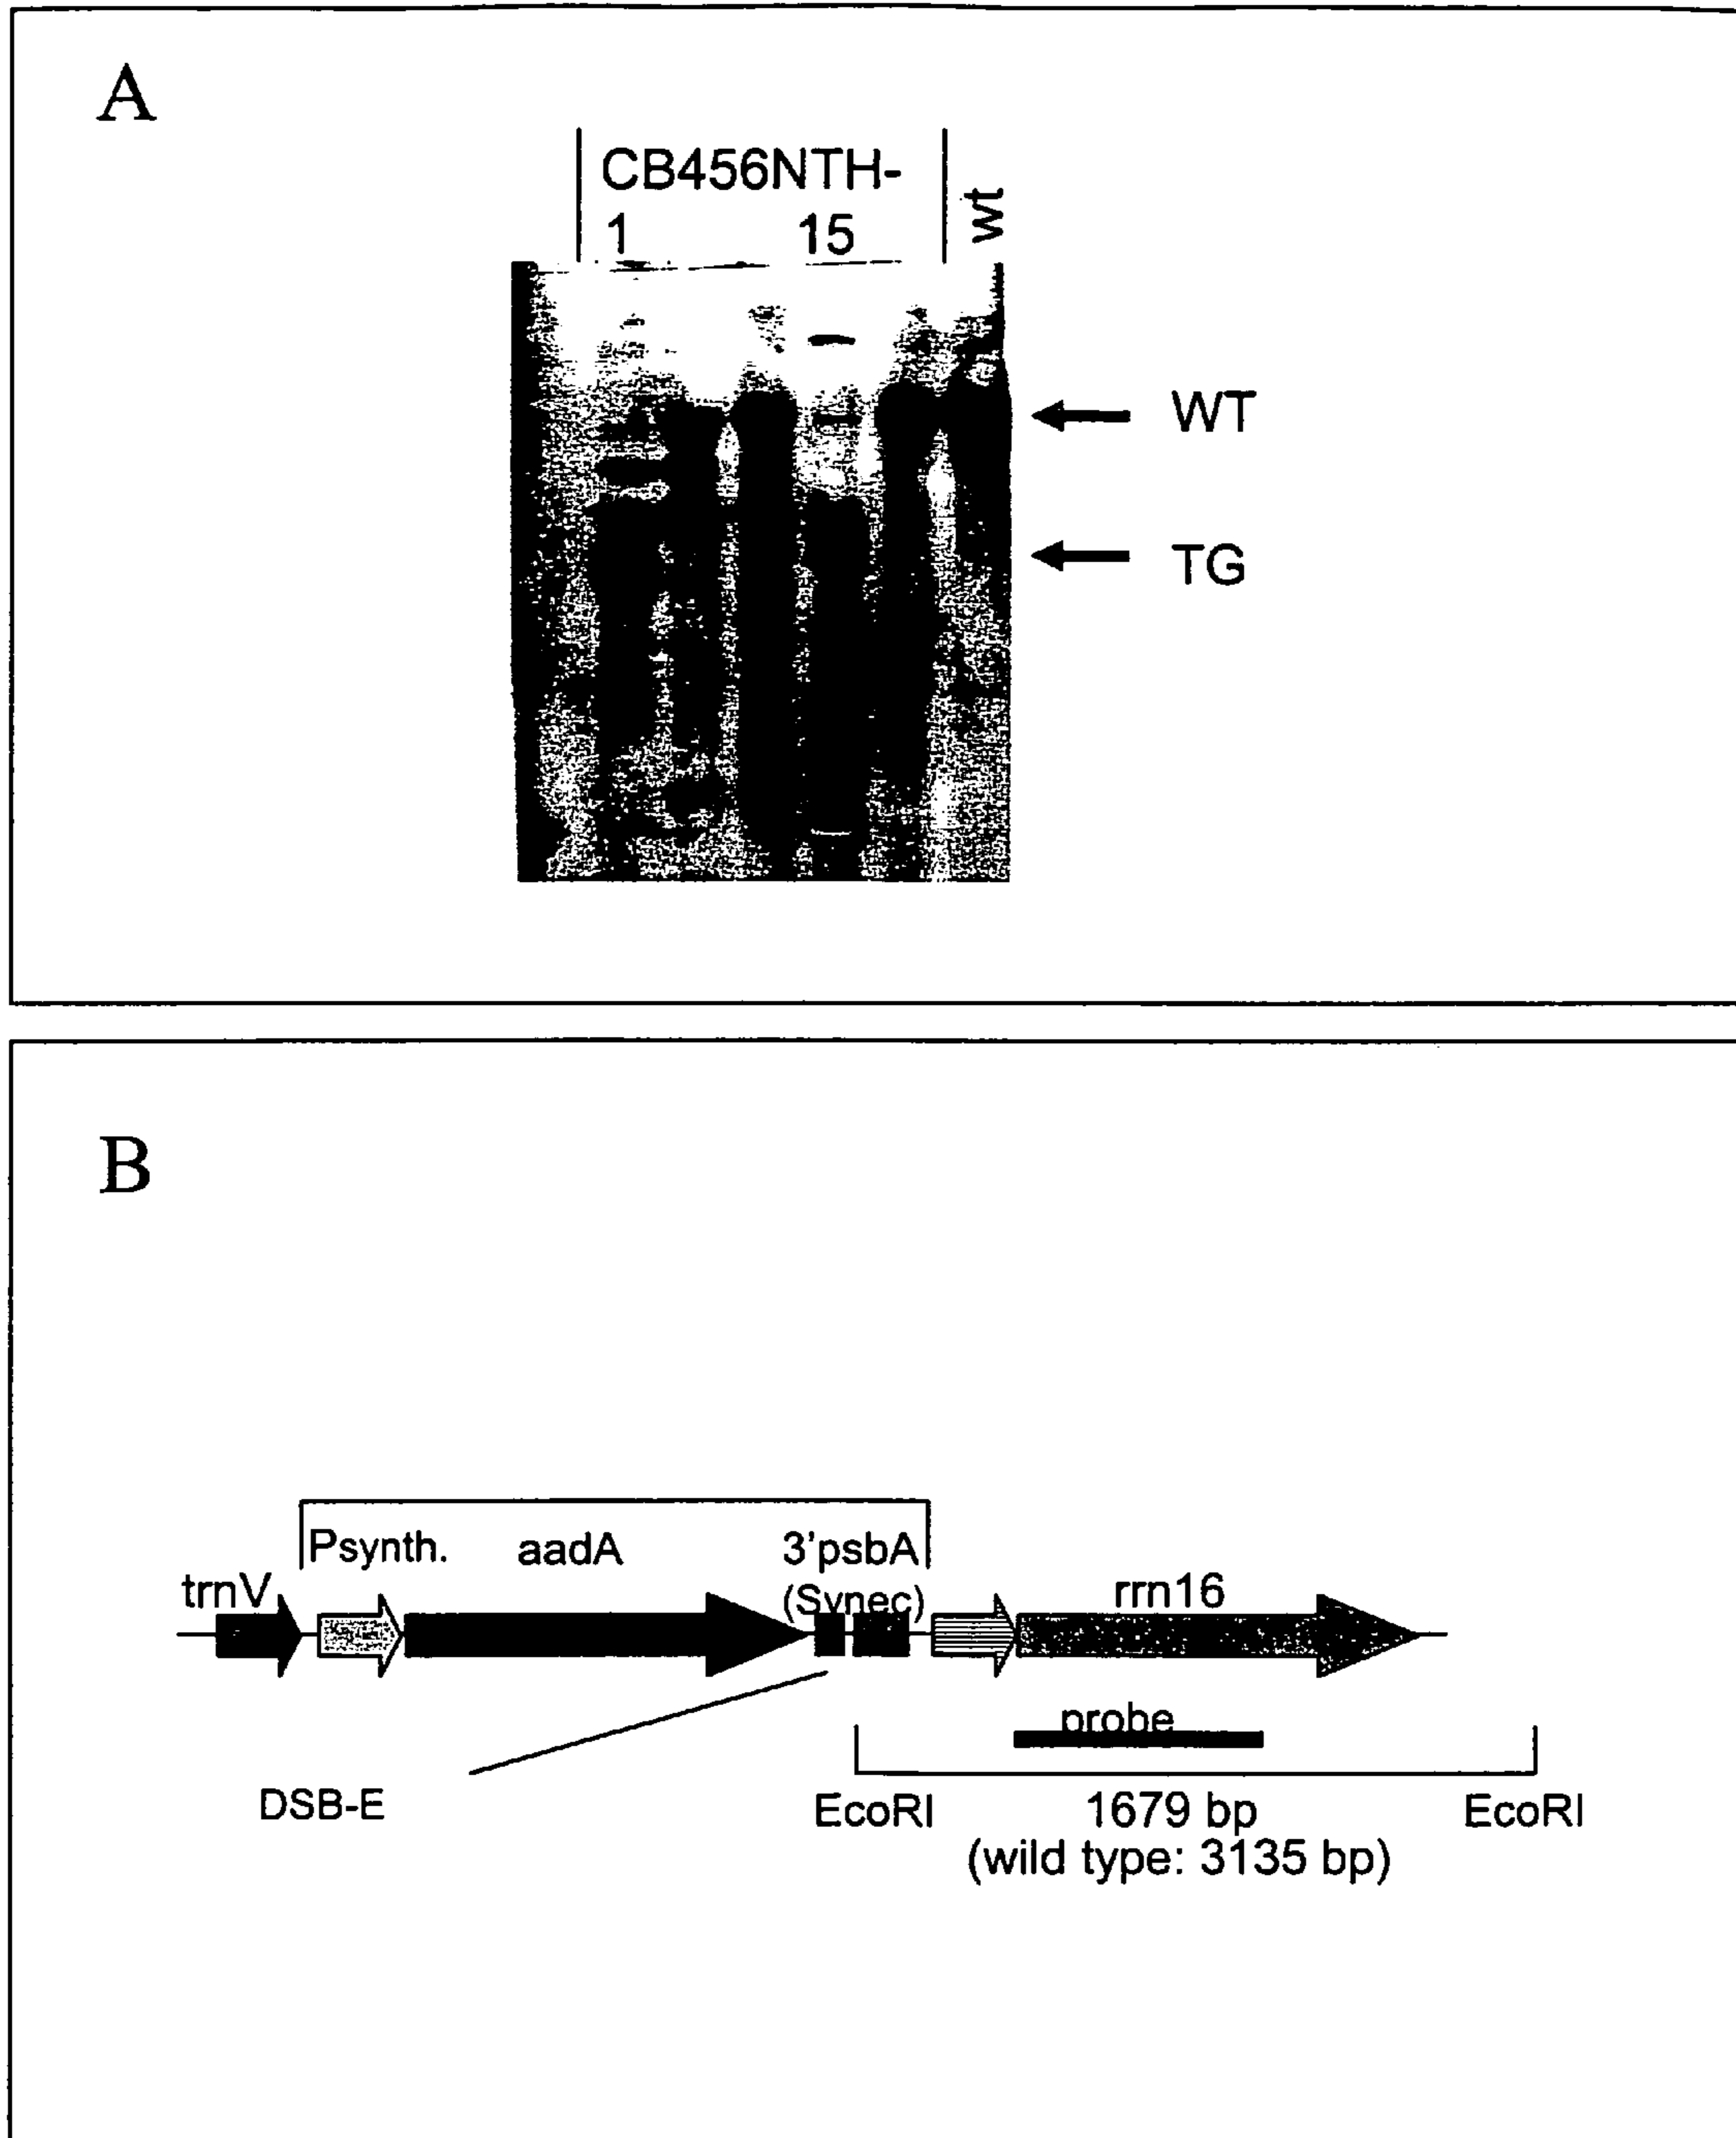 A
CB456NTH-
1 15
wt
WT
TG
B
Psynth. aadA 3'psbA
trnV (Synec) rrn16
probe
DSB-E EcoRI 1679 bp EcoRI
(wild type: 3135 bp)